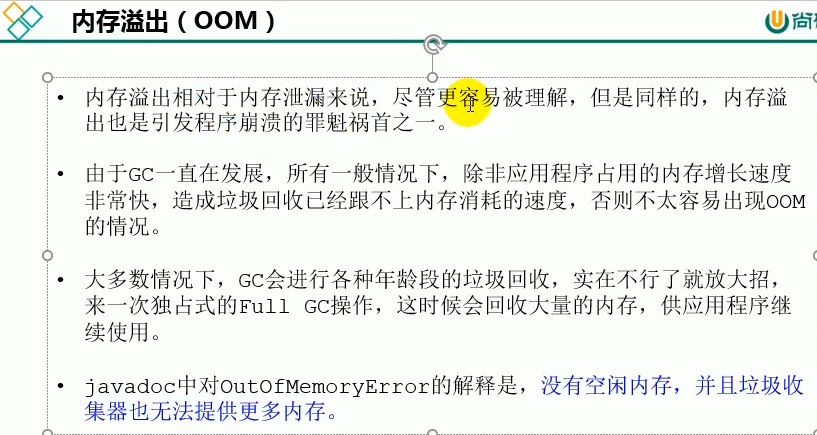 内存溢出（OOM）
尚
• 内存溢出相对于内存泄漏来说，尽管更容易被理解，但是同样的，内存溢
出也是引发程序崩溃的罪魁祸首之一。
• 由于GC一直在发展，所有一般情况下，除非应用程序占用的内存增长速度
非常快，造成垃圾回收已经跟不上内存消耗的速度，否则不太容易出现OOM
的情况。
• 大多数情况下，GC会进行各种年龄段的垃圾回收，实在不行了就放大招，
来一次独占式的Full GC操作，这时候会回收大量的内存，供应用程序继
续使用。
• javadoc中对OutOfMemoryError的解释是，没有空闲内存，并且垃圾收
集器也无法提供更多内存。